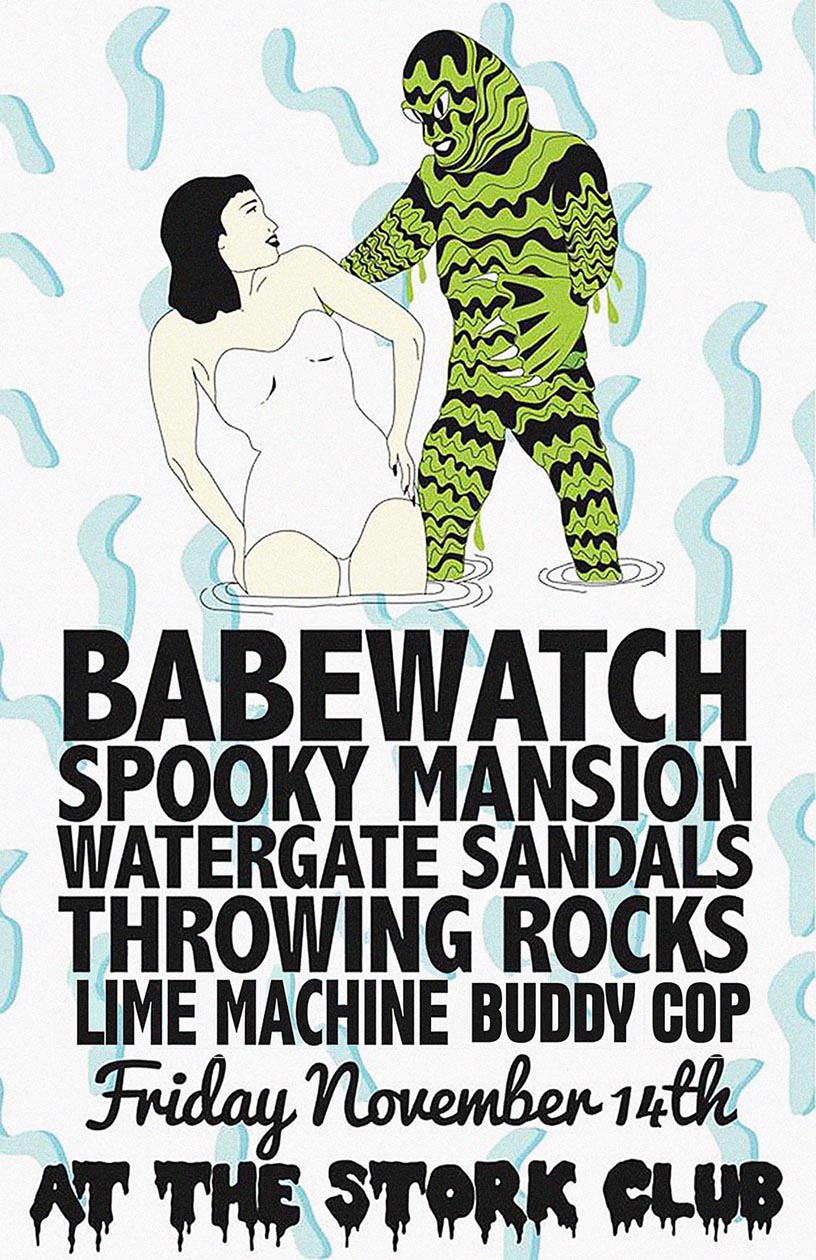 BABEWATCH
SPOOKY MANSION
WATERGATE SANDALS
THROWING ROCKS
LIME MACHINE BUDDY COP
Friday November 14th
AT THE STORK CLUB